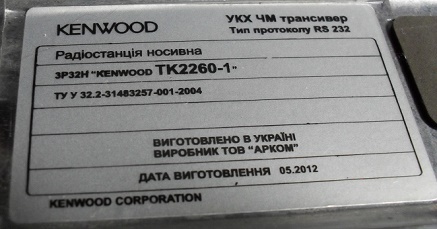 KENWOOD
УКХ ЧМ трансивер
Тип протоколу RS 232
Радіостанція носивна
3Р32Н "KENWOOD TK2260-1"
ТУ У 32.2-31483257-001-2004
ВИГОТОВЛЕНО В УКРАЇНІ
ВИРОБНИК ТОВ "АРКОМ"
ДАТА ВИГОТОВЛЕННЯ 05.2012
KENWOOD CORPORATION